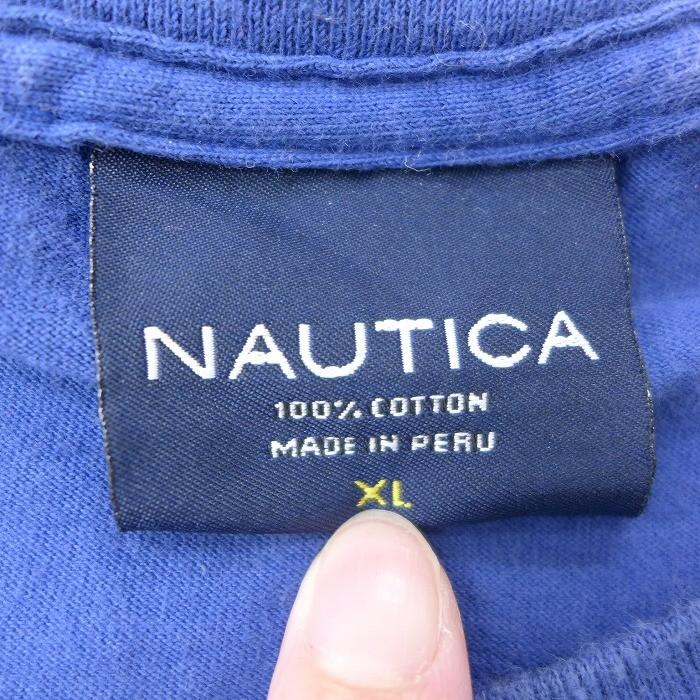 NAUTICA
100% COTTON
MADE IN PERU
XL